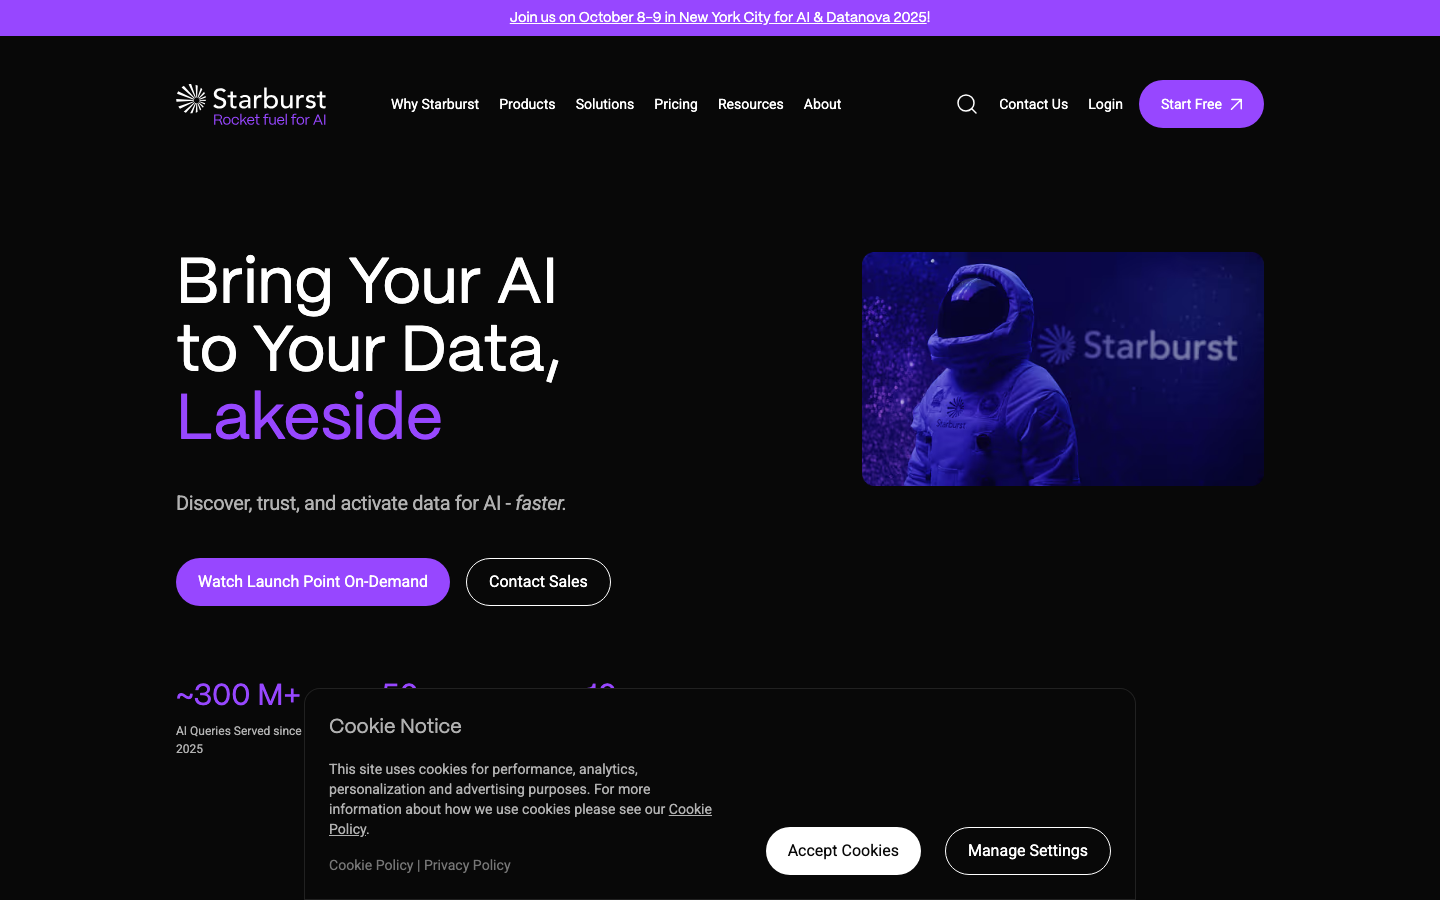 Join us on October 8-9 in New York City for AI & Datanova 2025!
Starburst
Rocket fuel for AI
Why Starburst
Products
Solutions
Pricing
Resources
About
Contact Us
Login
Start Free
Bring Your AI
to Your Data,
Lakeside
Starburst
Starburst
Discover, trust, and activate data for AI - faster.
Watch Launch Point On-Demand
Contact Sales
~300 M+
AI Queries Served since
2025
Cookie Notice
This site uses cookies for performance, analytics,
personalization and advertising purposes. For more
information about how we use cookies please see our Cookie
Policy.
Cookie Policy | Privacy Policy
Accept Cookies
Manage Settings